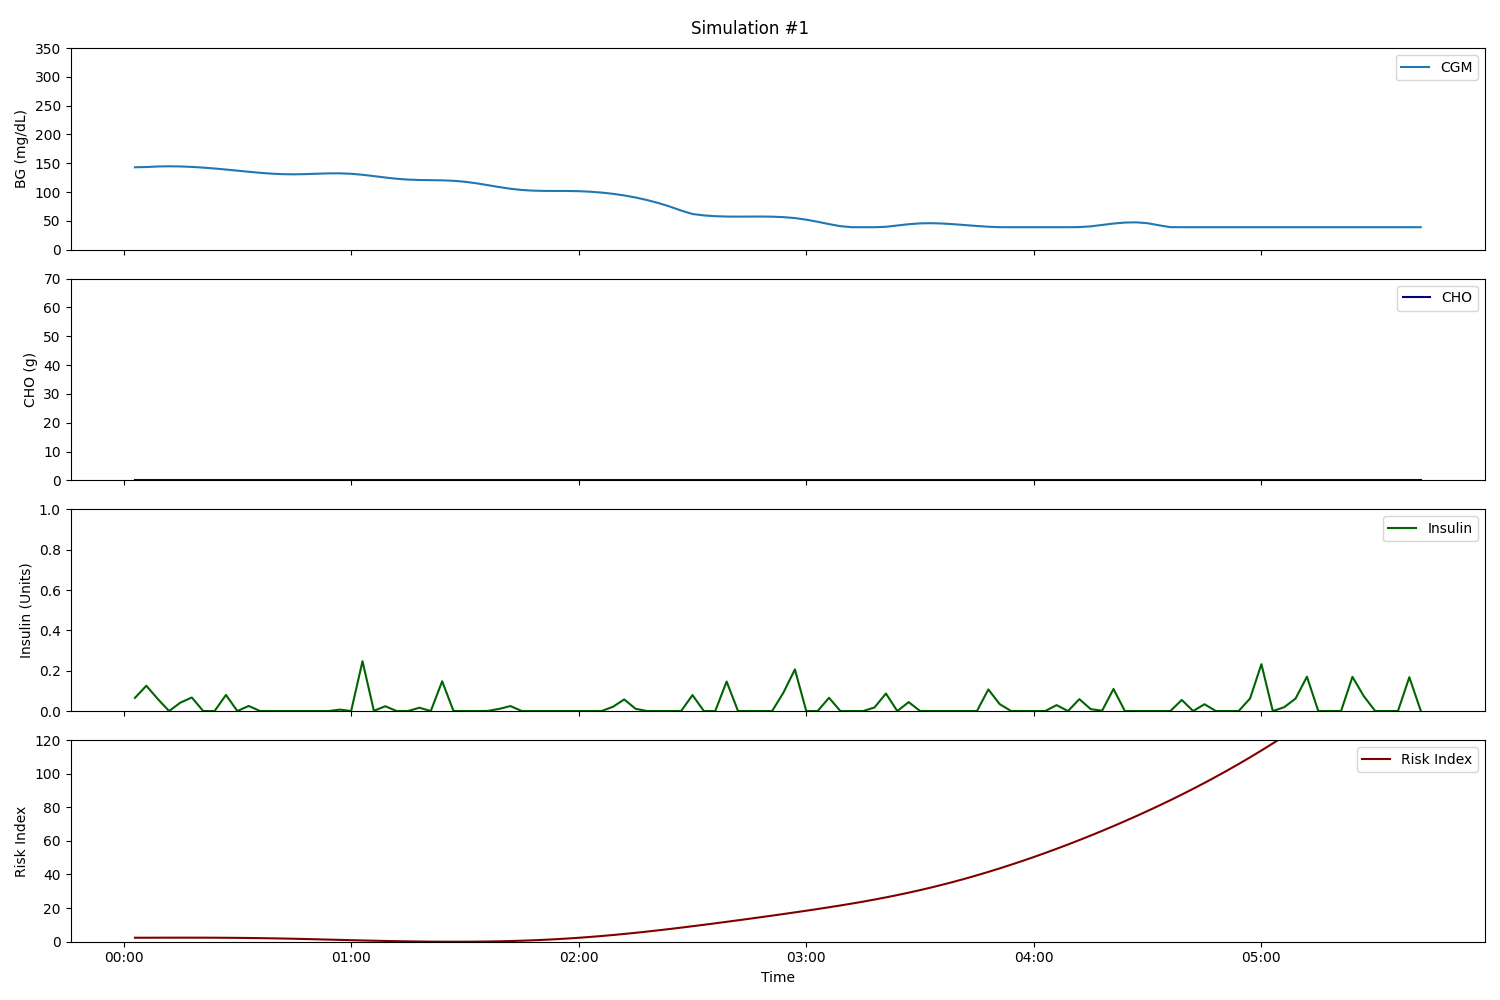 Simulation #1
350
300
250
200
150
100
50
0
BG (mg/dL)
CGM
70
60
50
40
30
20
10
0
CHO (g)
CHO
1.0
0.8
0.6
0.4
0.2
0.0
Insulin (Units)
Insulin
120
100
80
60
40
20
0
Risk Index
Risk Index
00:00 01:00 02:00 03:00 04:00 05:00
Time